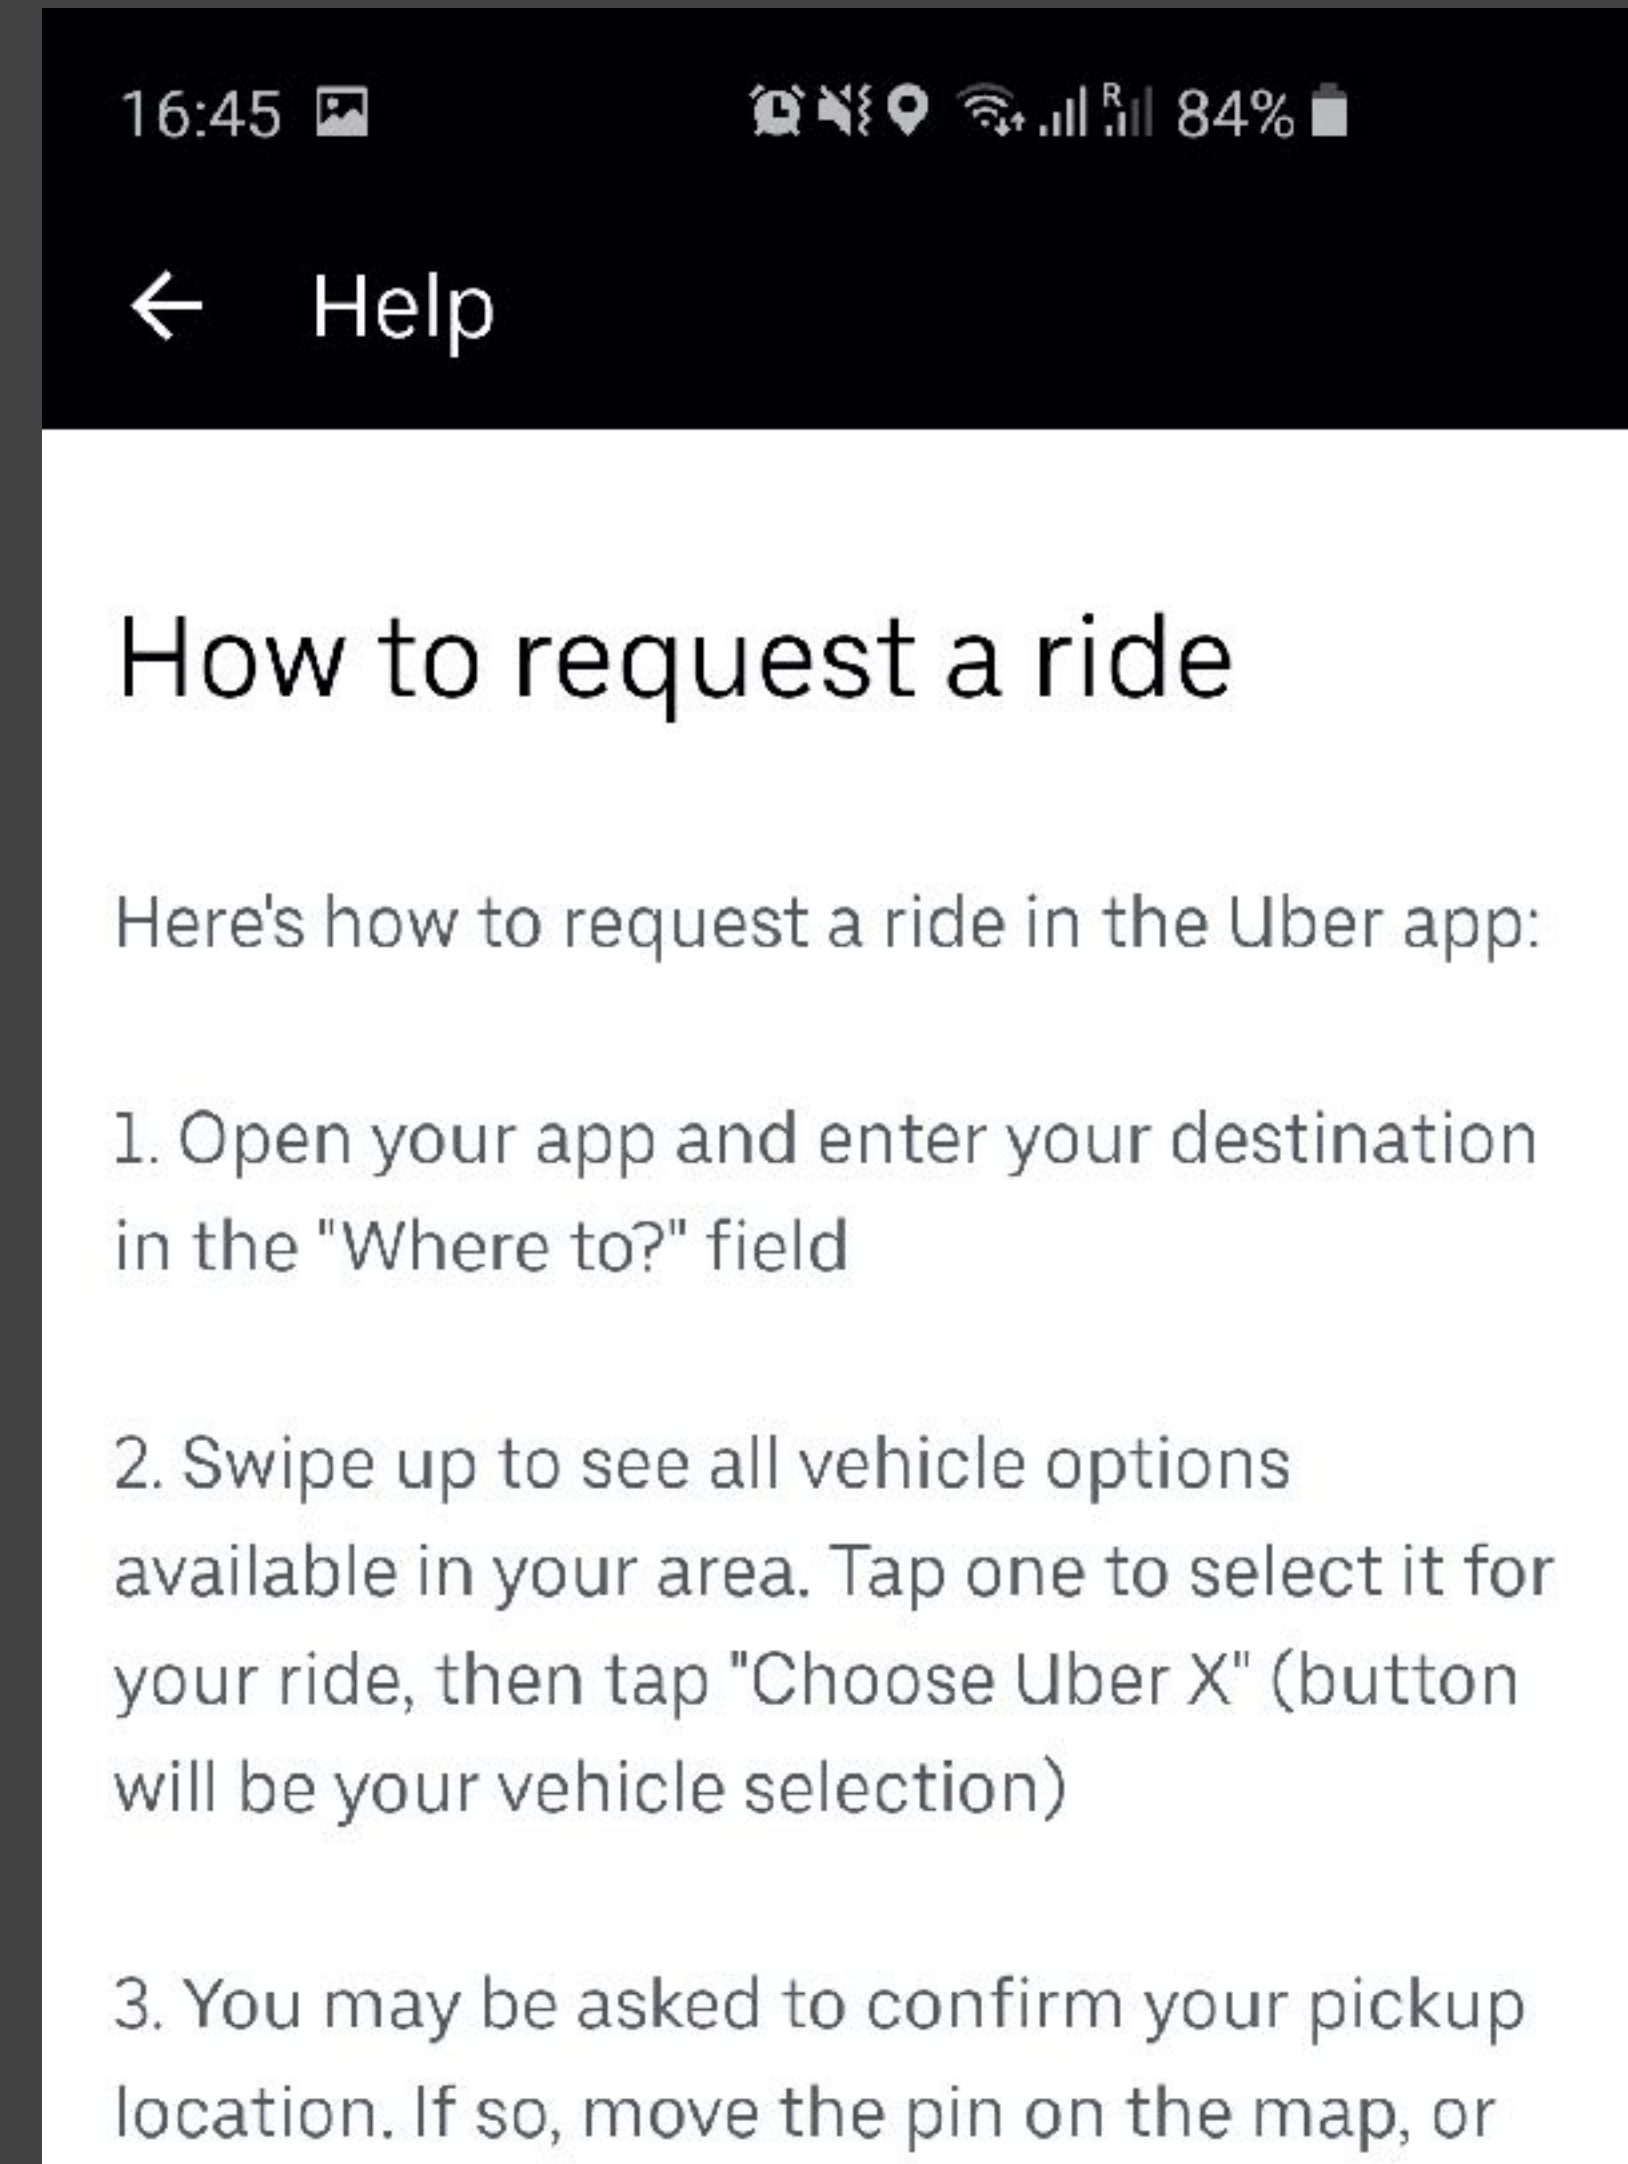 16:45
R 84%
Help
How to request a ride
Here's how to request a ride in the Uber app:
1. Open your app and enter your destination
in the "Where to?" field
2. Swipe up to see all vehicle options
available in your area. Tap one to select it for
your ride, then tap "Choose Uber X" (button
will be your vehicle selection)
3. You may be asked to confirm your pickup
location. If so, move the pin on the map, or